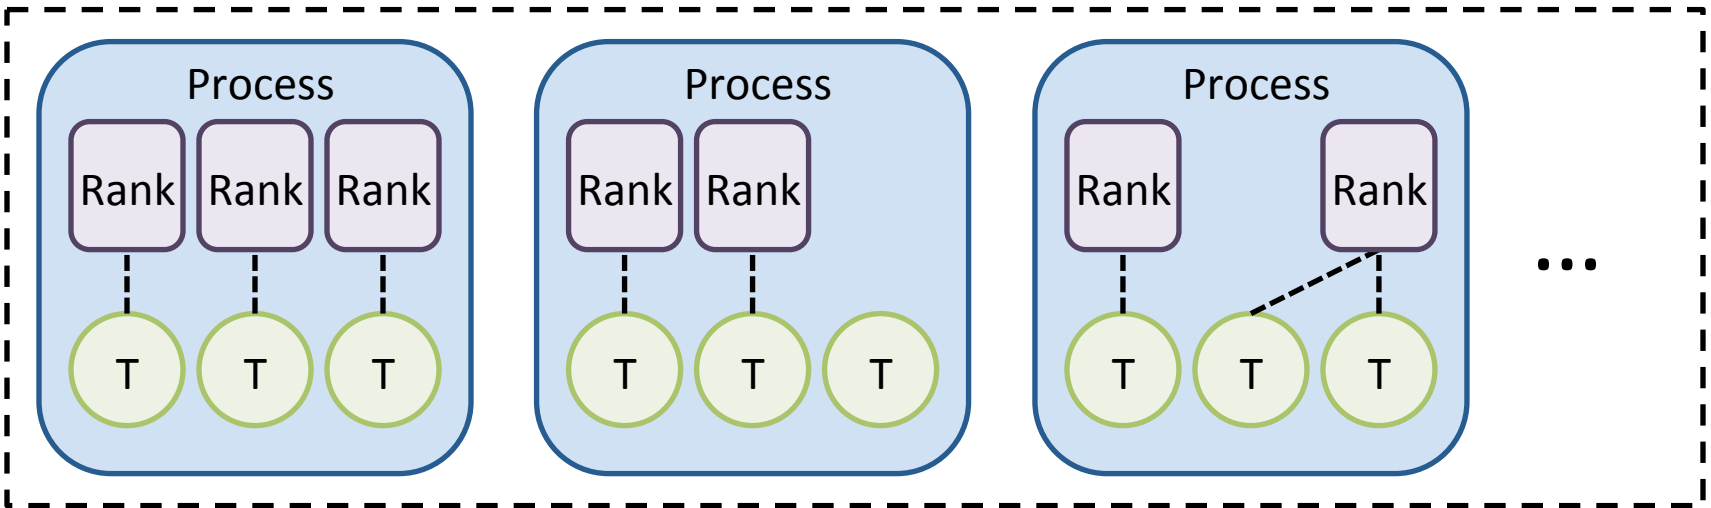 Process Process Process
Rank Rank Rank Rank Rank Rank Rank
...
T T T T T T T T T